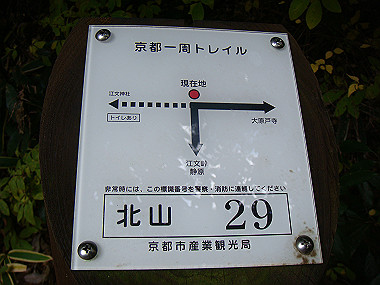 京都一周トレイル
現在地
江文神社
トイレあり
大原戸寺
江文峠
静原
非常時には、この標識番号を警察・消防に連絡してください
北山 29
京都市産業観光局